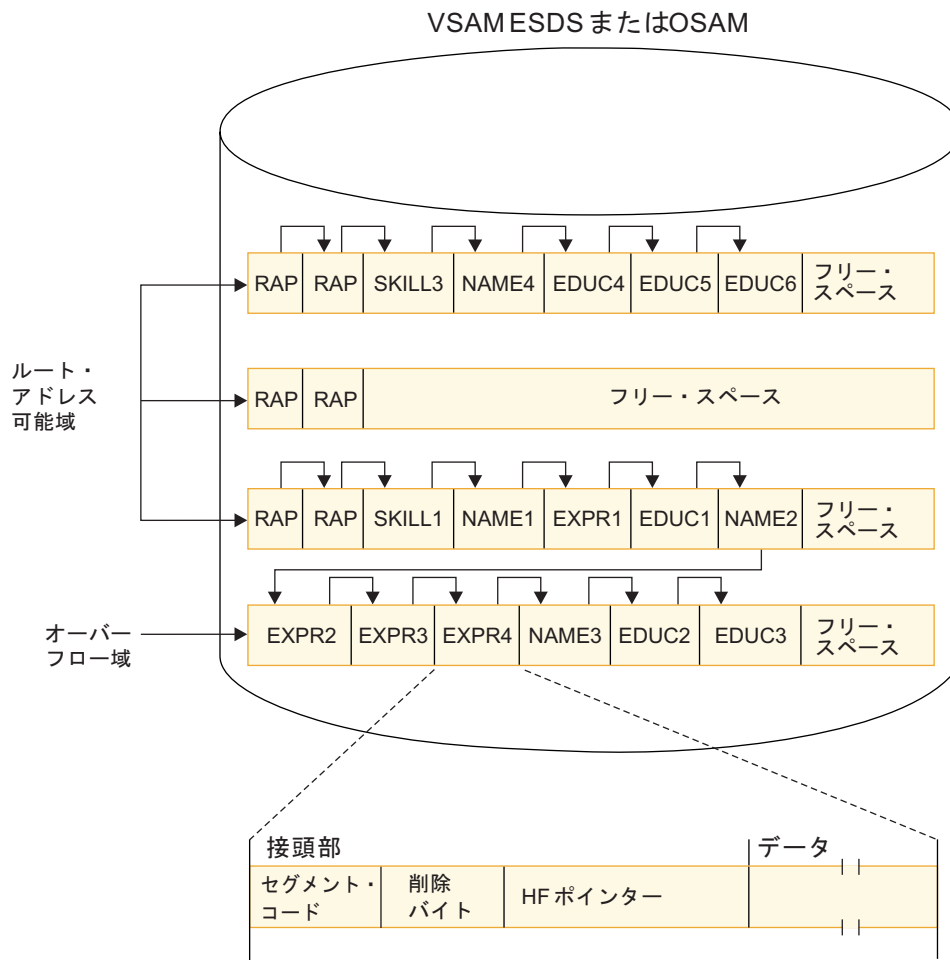 VSAM ESDS またはOSAM
RAP RAP SKILL3 NAME4 EDUC4 EDUC5 EDUC6 フリー・
スペース
ルート・
アドレス
可能域
RAP RAP フリー・スペース
RAP RAP SKILL1 NAME1 EXPR1 EDUC1 NAME2 フリー・
スペース
オーバー
フロー域
EXPR2 EXPR3 EXPR4 NAME3 EDUC2 EDUC3 フリー・
スペース
接頭部 データ
セグメント・
コード
削除
バイト
HF ポインター